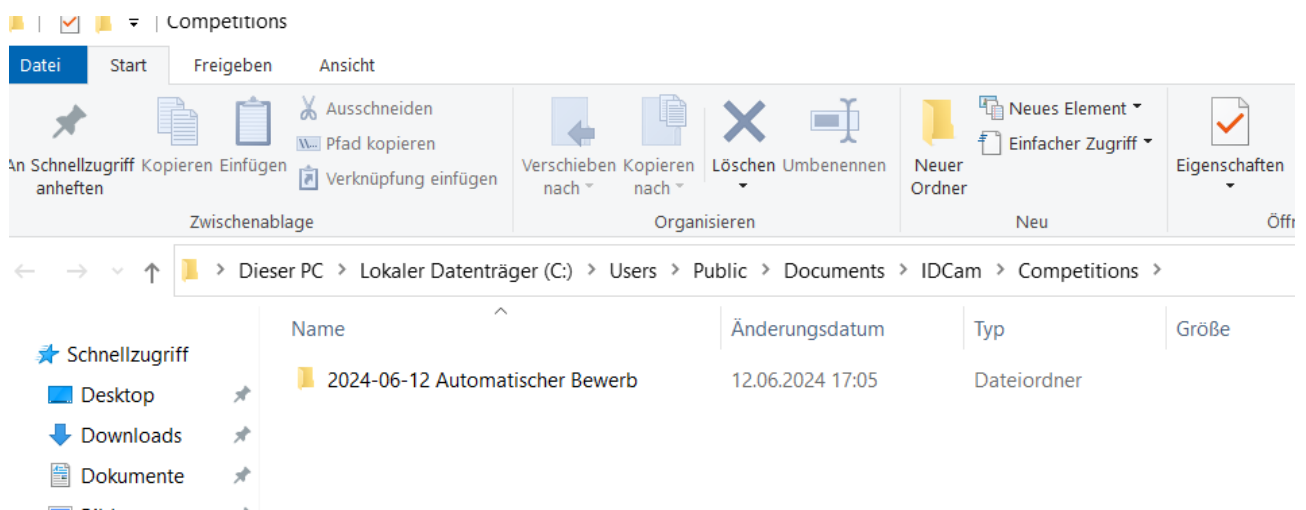 Competitions
Datei Start Freigeben Ansicht
An Schnellzugriff anheften
Kopieren
Einfügen
Ausschneiden
Pfad kopieren
Verknüpfung einfügen
Zwischenablage
Verschieben nach
Kopieren nach
Löschen
Umbenennen
Organisieren
Neuer Ordner
Neues Element
Einfacher Zugriff
Neu
Eigenschaften
Dieser PC > Lokaler Datenträger (C:) > Users > Public > Documents > IDCam > Competitions >
Name Änderungsdatum Typ Größe
Schnellzugriff
Desktop
Downloads
Dokumente
2024-06-12 Automatischer Bewerb 12.06.2024 17:05 Dateiordner